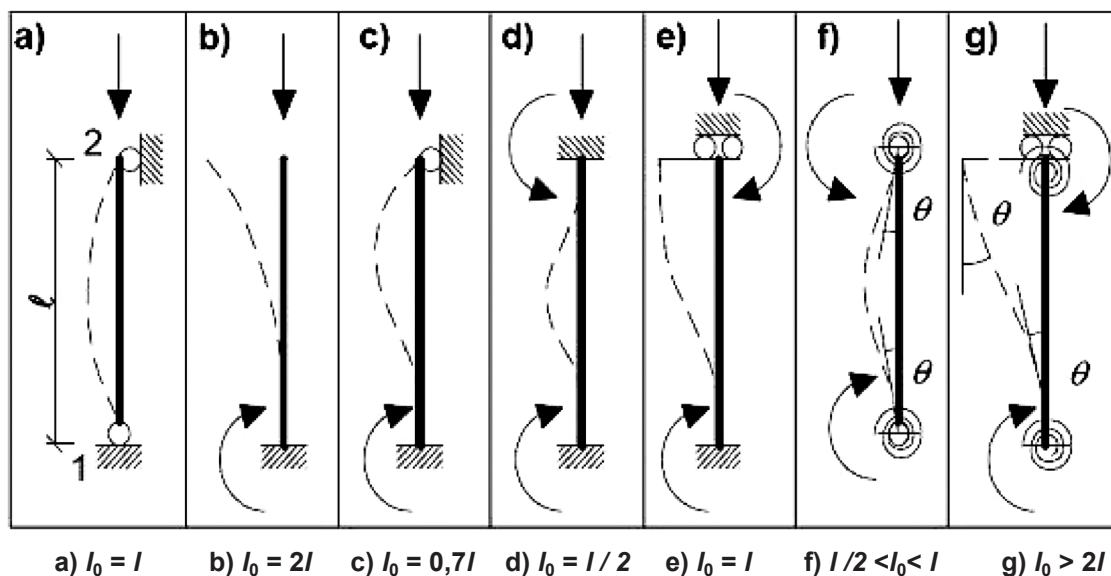 a) b) c) d) e) f) g)
2
θ θ
ℓ
θ θ
1
a) l₀ = l b) l₀ = 2l c) l₀ = 0,7l d) l₀ = l / 2 e) l₀ = l f) l /2 <l₀< l g) l₀ > 2l